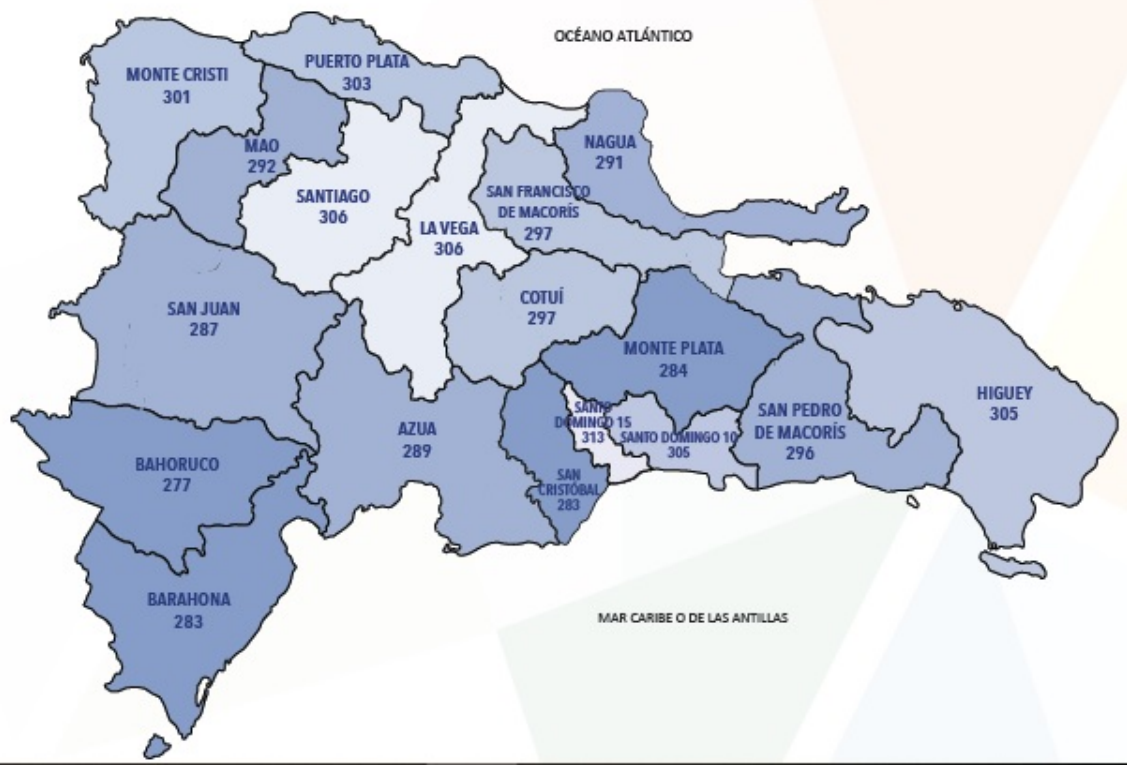 OCÉANO ATLÁNTICO
PUERTO PLATA
303
MONTE CRISTI
301
MAO
292
NAGUA
291
SANTIAGO
306
SAN FRANCISCO
DE MACORÍS
297
LA VEGA
306
SAN JUAN
287
COTUÍ
297
MONTE PLATA
284
HIGUEY
305
SANTO
DOMINGO 15
313
SANTO DOMINGO 10
305
SAN PEDRO
DE MACORÍS
296
AZUA
289
BAHORUCO
277
SAN
CRISTÓBAL
283
BARAHONA
283
MAR CARIBE O DE LAS ANTILLAS